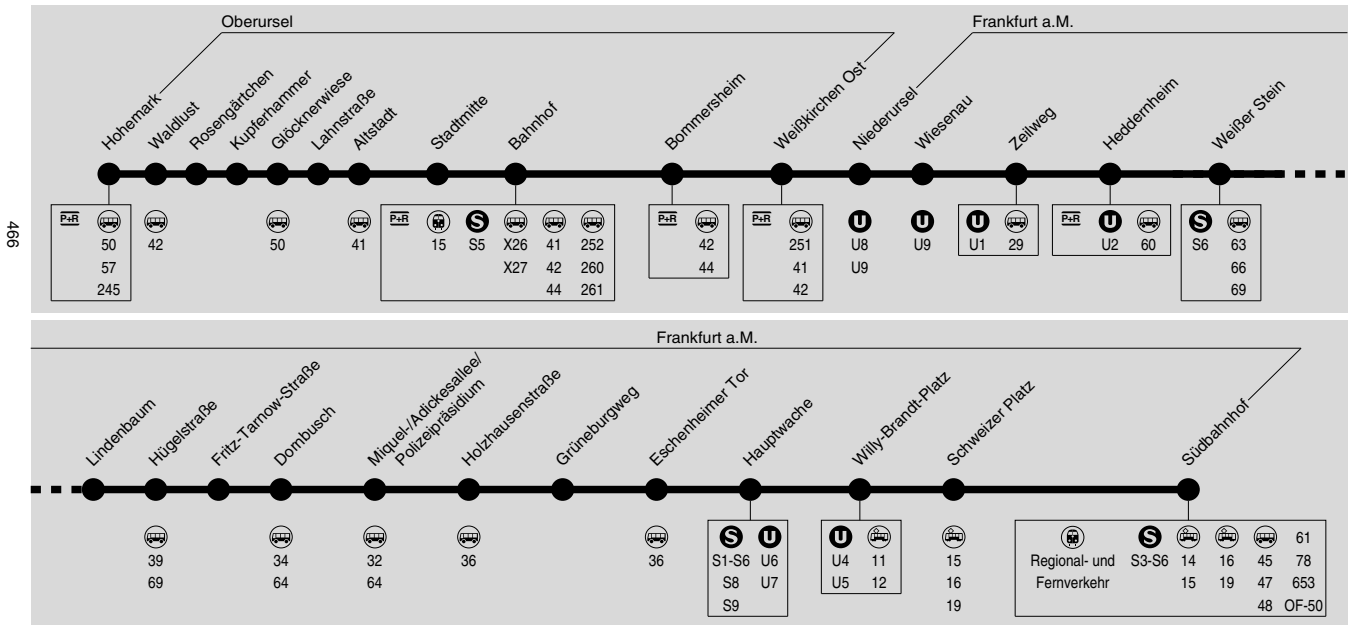 466
Oberursel
Frankfurt a.M.
Hohemark
Waldlust
Rosengärtchen
Kupferhammer
Glöcknerwiese
Lahnstraße
Altstadt
Stadtmitte
Bahnhof
Bommersheim
Weißkirchen Ost
Niederursel
Wiesenau
Zeilweg
Heddernheim
Weißer Stein
P+R
50
57
245
42
50
41
P+R
15
S
S5
X26
X27
41
42
44
252
260
261
P+R
42
44
P+R
251
41
42
U
U8
U9
U
U9
U
U1
29
P+R
U
U2
60
S
S6
63
66
69
Frankfurt a.M.
Lindenbaum
Hügelstraße
Fritz-Tarnow-Straße
Dornbusch
Miquel-/Adickesallee/
Polizeipräsidium
Holzhausenstraße
Grüneburgweg
Eschenheimer Tor
Hauptwache
Willy-Brandt-Platz
Schweizer Platz
Südbahnhof
39
69
34
64
32
64
36
36
S
S1-S6
S8
S9
U
U6
U7
U
U4
U5
11
12
15
16
19
Regional- und
Fernverkehr
S
S3-S6
14
15
16
19
45
47
48
61
78
653
OF-50